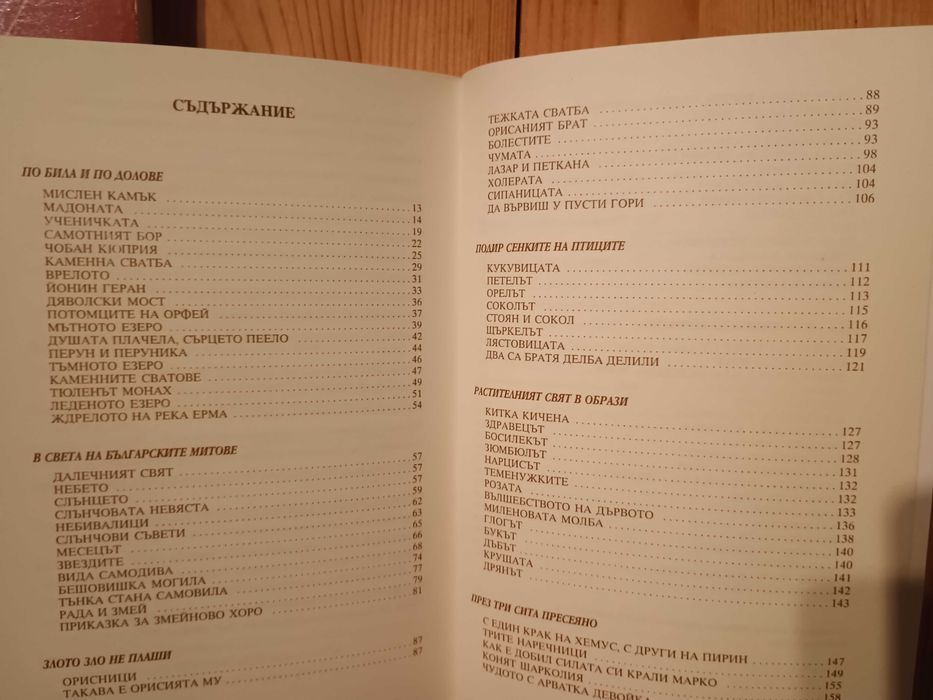 СЪДЪРЖАНИЕ
ПО БИЛА И ПО ДОЛОВЕ
МИСЛЕН КАМЪК 13
МАДОНАТА 14
УЧЕНИЧКАТА 19
САМОТНИЯТ БОР 22
ЧОБАН КЮПРИЯ 25
КАМЕННА СВАТБА 29
ВРЕЛОТО 31
ЙОНИН ГЕРАН 33
ДЯВОЛСКИ МОСТ 36
ПОТОМЦИТЕ НА ОРФЕЙ 37
МЪТНОТО ЕЗЕРО 39
ДУШАТА ПЛАЧЕЛА, СЪРЦЕТО ПЕЕЛО 42
ПЕРУН И ПЕРУНИКА 44
ТЪМНОТО ЕЗЕРО 46
КАМЕННИТЕ СВАТОВЕ 47
ТЮЛЕНЪТ МОНАХ 49
ЛЕДЕНОТО ЕЗЕРО 51
ЖДРЕЛОТО НА РЕКА ЕРМА 54
В СВЕТА НА БЪЛГАРСКИТЕ МИТОВЕ
ДАЛЕЧНИЯТ СВЯТ 57
НЕБЕТО 57
СЛЪНЦЕТО 57
СЛЪНЧОВАТА НЕВЯСТА 59
НЕБИВАЛИЦИ 62
СЛЪНЧОВИ СЪВЕТИ 63
МЕСЕЦЪТ 65
ЗВЕЗДИТЕ 66
ВИДА САМОДИВА 68
БЕШОВИШКА МОГИЛА 74
ТЪНКА СТАНА САМОВИЛА 77
РАДА И ЗМЕЙ 79
ПРИКАЗКА ЗА ЗМЕЙНОВО ХОРО 81
ЗЛОТО ЗЛО НЕ ПЛАШИ
ОРИСНИЦИ 87
ТАКАВА Е ОРИСИЯТА МУ 87
ТЕЖКАТА СВАТБА 88
ОРИСАНИЯТ БРАТ 89
БОЛЕСТИТЕ 93
ЧУМАТА 93
ЛАЗАР И ПЕТКАНА 98
ХОЛЕРАТА 104
СИПАНИЦАТА 104
ДА ВЪРВИШ У ПУСТИ ГОРИ 106
ПОДИР СЕНКИТЕ НА ПТИЦИТЕ
КУКУВИЦАТА 111
ПЕТЕЛЪТ 112
ОРЕЛЪТ 113
СОКОЛЪТ 115
СТОЯН И СОКОЛ 116
ЩЪРКЕЛЪТ 117
ЛЯСТОВИЦАТА 119
ДВА СА БРАТЯ ДЕЛБА ДЕЛИЛИ 121
РАСТИТЕЛНИЯТ СВЯТ В ОБРАЗИ
КИТКА КИЧЕНА 127
ЗДРАВЕЦЪТ 127
БОСИЛЕКЪТ 128
ЗЮМБЮЛЪТ 131
НАРЦИСЪТ 132
ТЕМЕНУЖКИТЕ 132
РОЗАТА 133
ВЪЛШЕБСТВОТО НА ДЪРВОТО 136
МИЛЕНОВАТА МОЛБА 138
ГЛОГЪТ 140
БУКЪТ 140
ДЪБЪТ 141
КРУШАТА 142
ДРЯНЪТ 143
ПРЕЗ ТРИ СИТА ПРЕСЕЯНО
С ЕДИН КРАК НА ХЕМУС, С ДРУГИ НА ПИРИН 147
ТРИТЕ НАРЕЧНИЦИ 149
КАК Е ДОБИЛ СИЛАТА СИ КРАЛИ МАРКО 155
КОНЯТ ШАРКОЛИЯ 158
ЧУДОТО С АРВАТКА ДЕВОЙКА